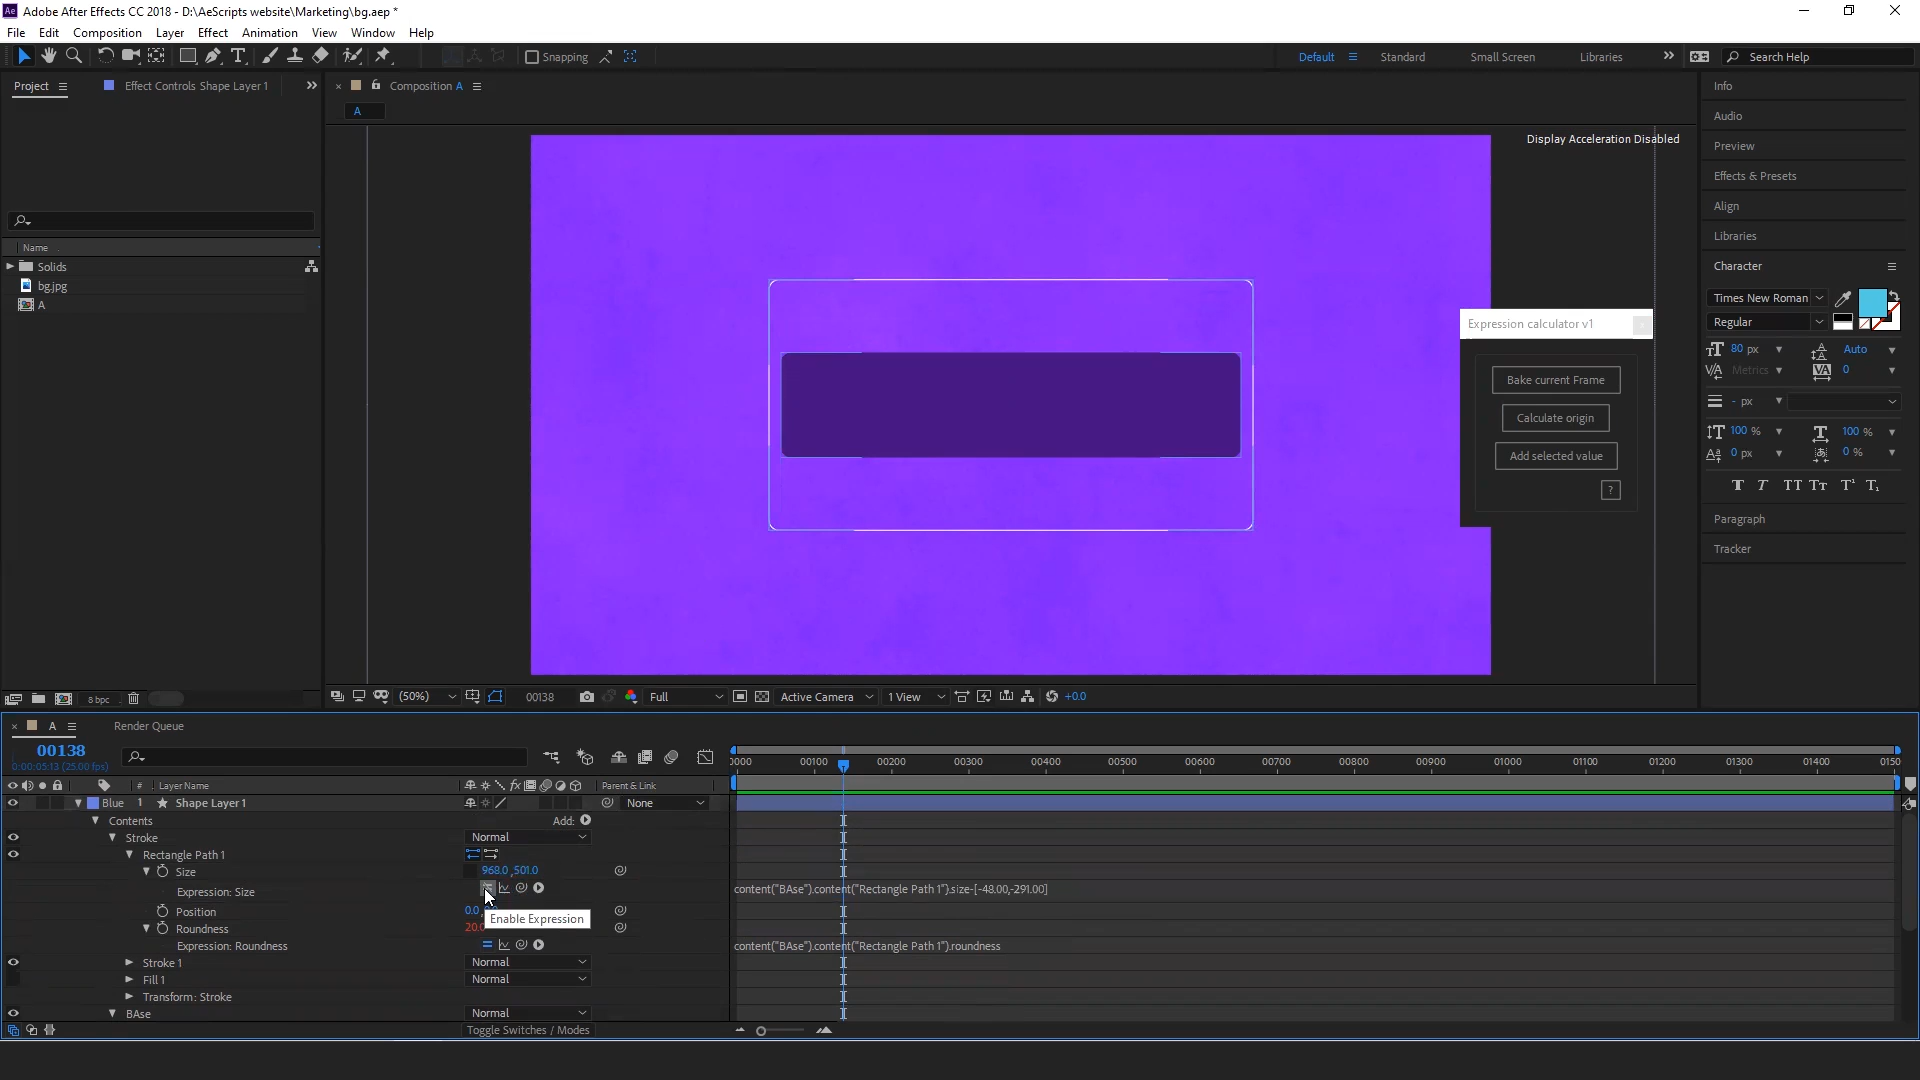 Adobe After Effects CC 2018 - D:\AeScripts website\Marketing\bg.aep *
File Edit Composition Layer Effect Animation View Window Help
Snapping Default Standard Small Screen Libraries Search Help
Project Effect Controls Shape Layer 1
Composition A
A
Display Acceleration Disabled
Name
Solids
bg.jpg
A
8 bpc
(50%) 00138 Full Active Camera 1 View +0.0
Expression calculator v1
Bake current Frame
Calculate origin
Add selected value
?
Info
Audio
Preview
Effects & Presets
Align
Libraries
Character
Times New Roman
Regular
80 px Auto
Metrics 0
- px
100 % 100 %
0 px 0 %
T T TT Tt T¹ T₁
Paragraph
Tracker
A Render Queue
00138
0:00:05:13 (25.00 fps)
0000 00100 00200 00300 00400 00500 00600 00700 00800 00900 01000 01100 01200 01300 01400 0150
# Layer Name Parent & Link
Blue 1 Shape Layer 1 None
Contents Add:
Stroke Normal
Rectangle Path 1
Size 968.0 ,501.0
Expression: Size content("BAse").content("Rectangle Path 1").size-[-48.00,-291.00]
Position 0.0
Enable Expression
Roundness 20.0
Expression: Roundness content("BAse").content("Rectangle Path 1").roundness
Stroke 1 Normal
Fill 1 Normal
Transform: Stroke
BAse Normal
Toggle Switches / Modes